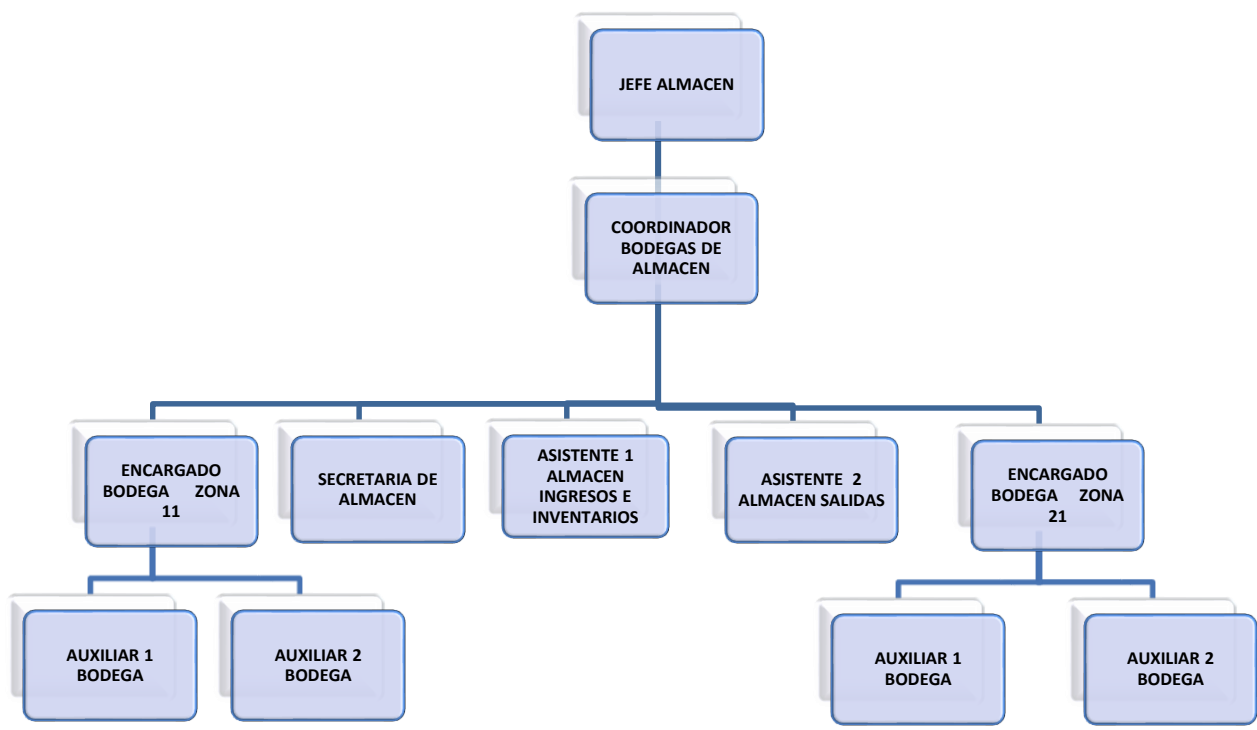 JEFE ALMACEN
COORDINADOR
BODEGAS DE
ALMACEN
ENCARGADO
BODEGA ZONA
11
SECRETARIA DE
ALMACEN
ASISTENTE 1
ALMACEN
INGRESOS E
INVENTARIOS
ASISTENTE 2
ALMACEN SALIDAS
ENCARGADO
BODEGA ZONA
21
AUXILIAR 1
BODEGA
AUXILIAR 2
BODEGA
AUXILIAR 1
BODEGA
AUXILIAR 2
BODEGA